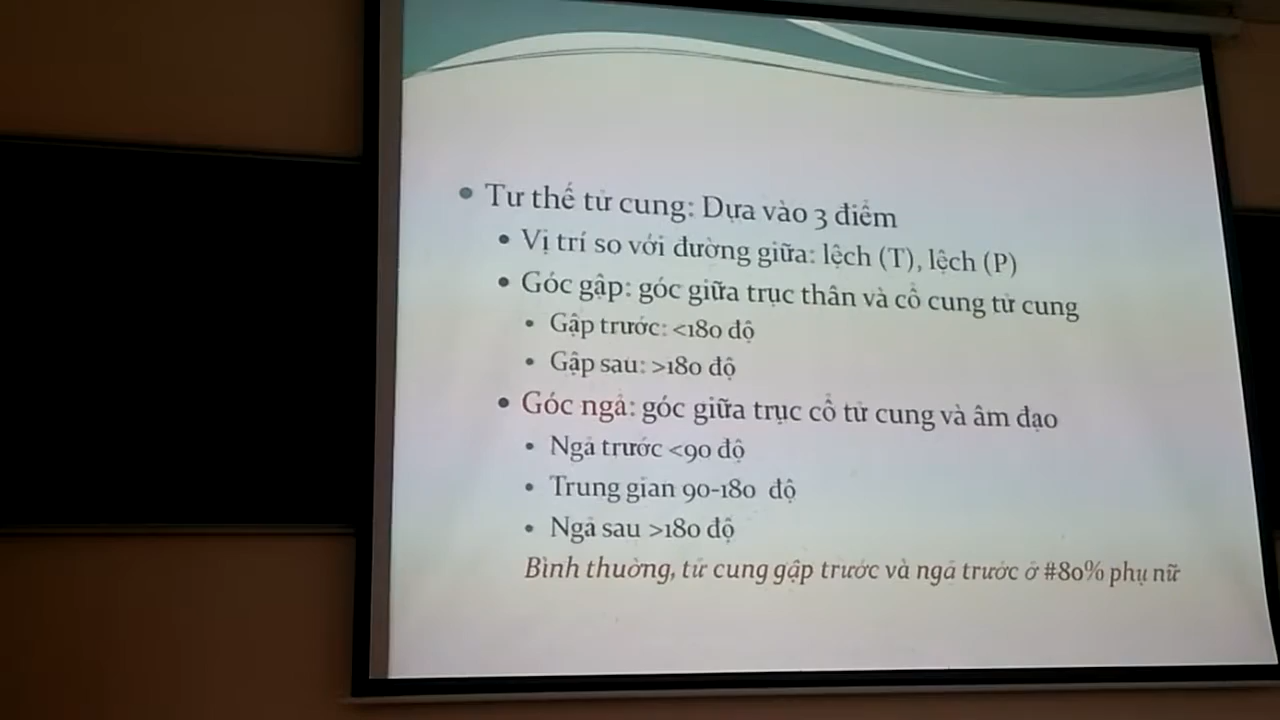 Tư thế tử cung: Dựa vào 3 điểm
Vị trí so với đường giữa: lệch (T), lệch (P)
Góc gập: góc giữa trục thân và cổ cung tử cung
Gập trước: <180 độ
Gập sau: >180 độ
Góc ngả: góc giữa trục cổ tử cung và âm đạo
Ngả trước <90 độ
Trung gian 90-180 độ
Ngả sau >180 độ
Bình thuờng, tử cung gập trước và ngả trước ở #80% phụ nữ